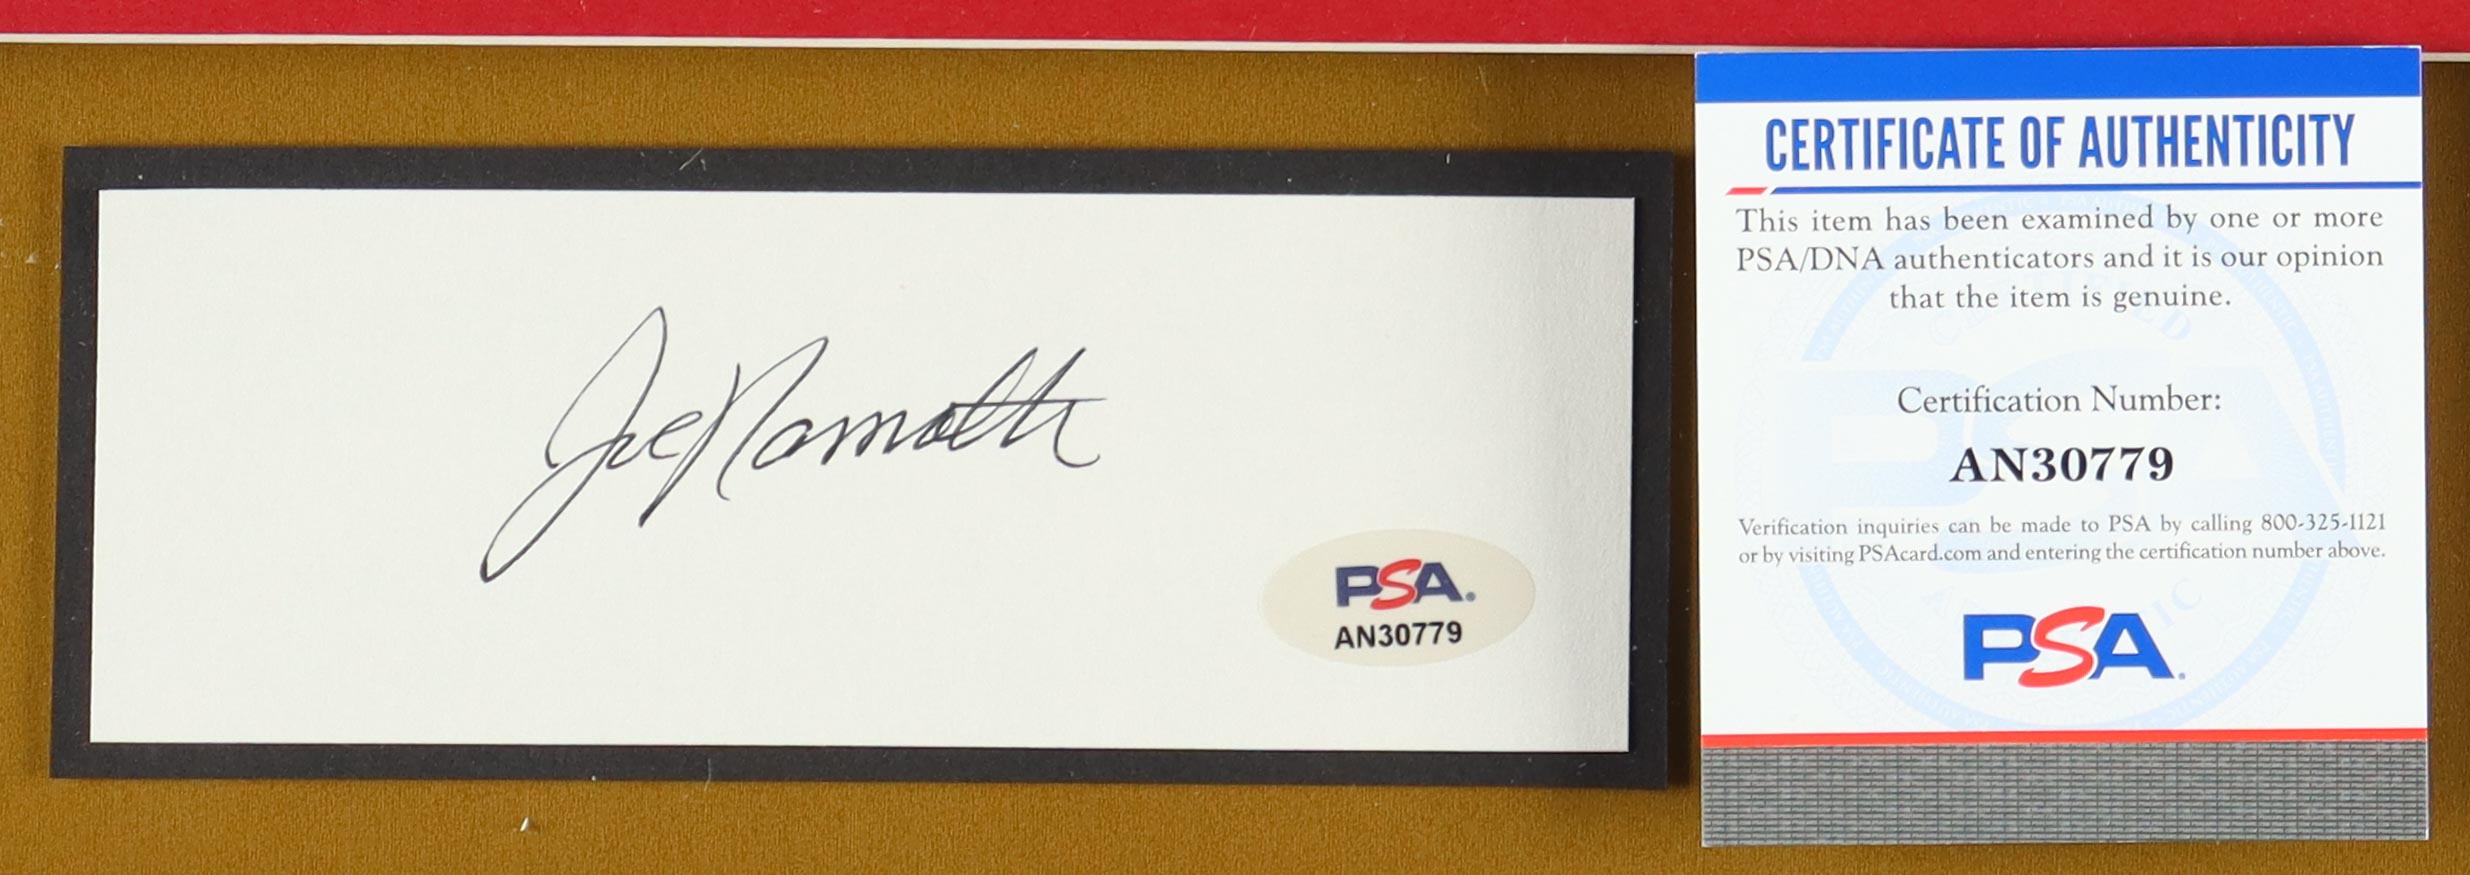 Joe Namath
PSA.
AN30779
CERTIFICATE OF AUTHENTICITY
This item has been examined by one or more
PSA/DNA authenticators and it is our opinion
that the item is genuine.
Certification Number:
AN30779
Verification inquiries can be made to PSA by calling 800-325-1121
or by visiting PSAcard.com and entering the certification number above.
PSA.